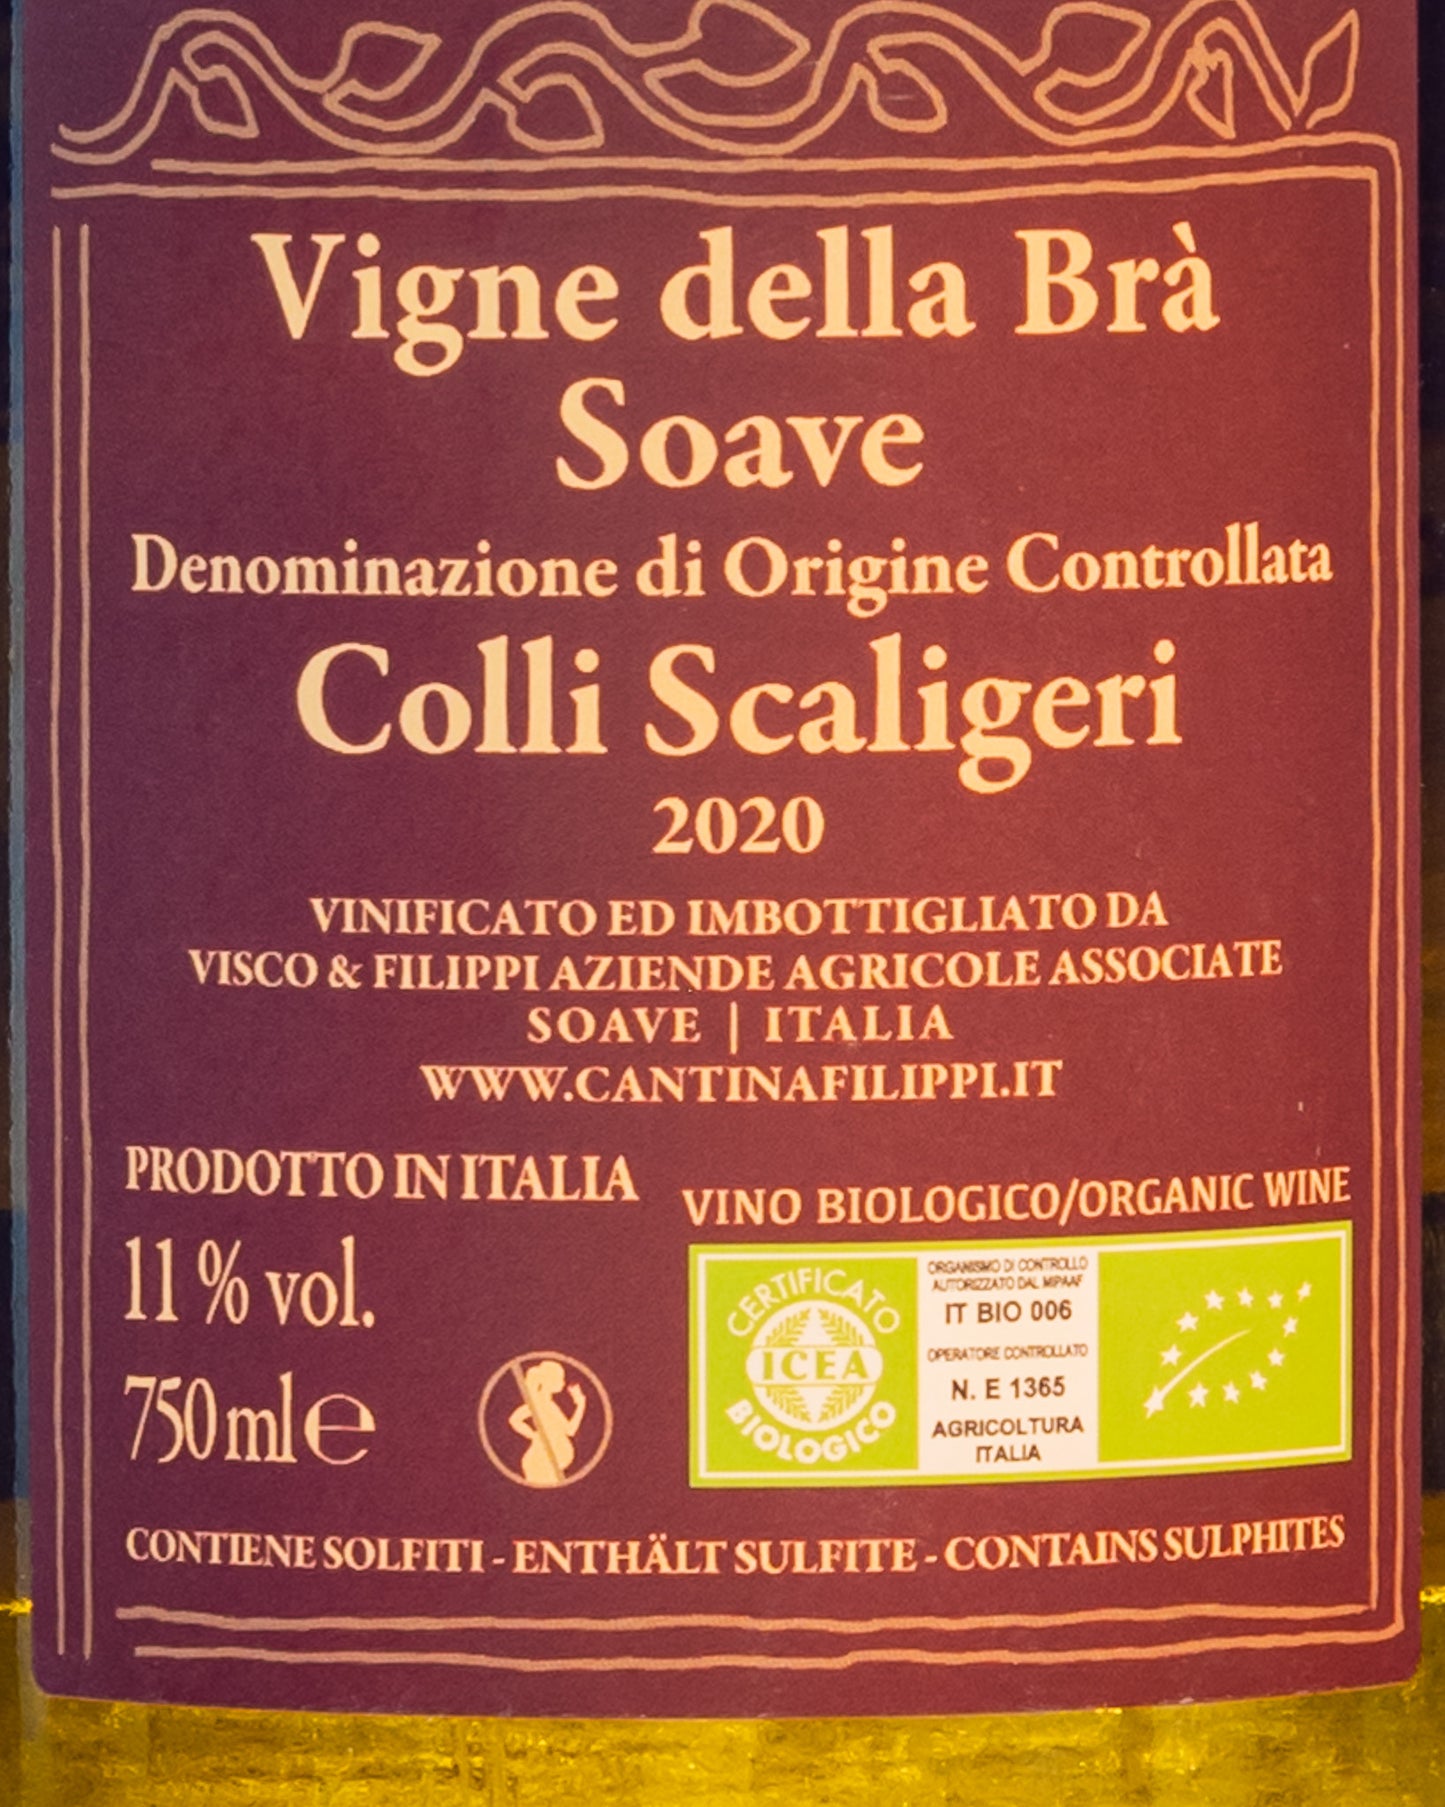 Vigne della Brà
Soave
Denominazione di Origine Controllata
Colli Scaligeri
2020
VINIFICATO ED IMBOTTIGLIATO DA
VISCO & FILIPPI AZIENDE AGRICOLE ASSOCIATE
SOAVE | ITALIA
WWW.CANTINAFILIPPI.IT
PRODOTTO IN ITALIA
11 % vol.
750 ml e
VINO BIOLOGICO/ORGANIC WINE
CERTIFICATO
ICEA
BIOLOGICO
ORGANISMO DI CONTROLLO
AUTORIZZATO DAL MIPAAF
IT BIO 006
OPERATORE CONTROLLATO
N. E 1365
AGRICOLTURA
ITALIA
CONTIENE SOLFITI - ENTHÄLT SULFITE - CONTAINS SULPHITES